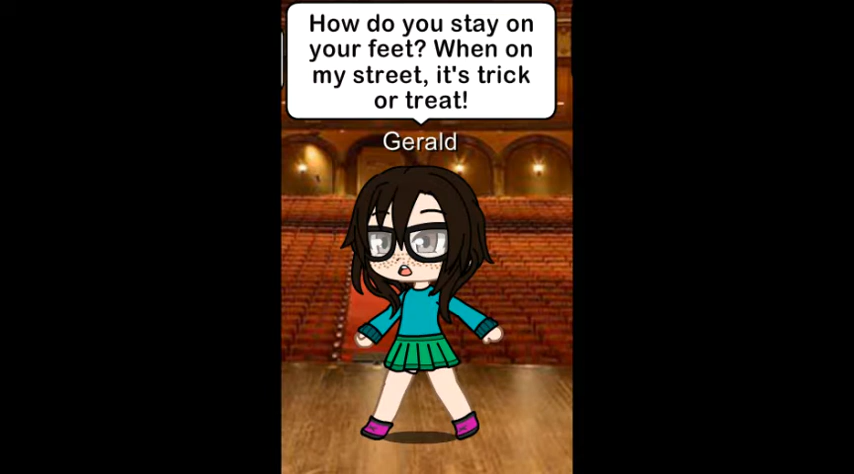 How do you stay on
your feet? When on
my street, it's trick
or treat!
Gerald